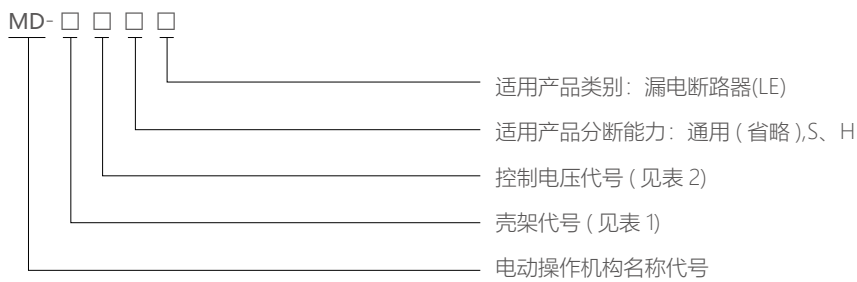 MD-□ □ □ □
适用产品类别：漏电断路器(LE)
适用产品分断能力：通用 ( 省略 ),S、H
控制电压代号 ( 见表 2)
壳架代号 ( 见表 1)
电动操作机构名称代号